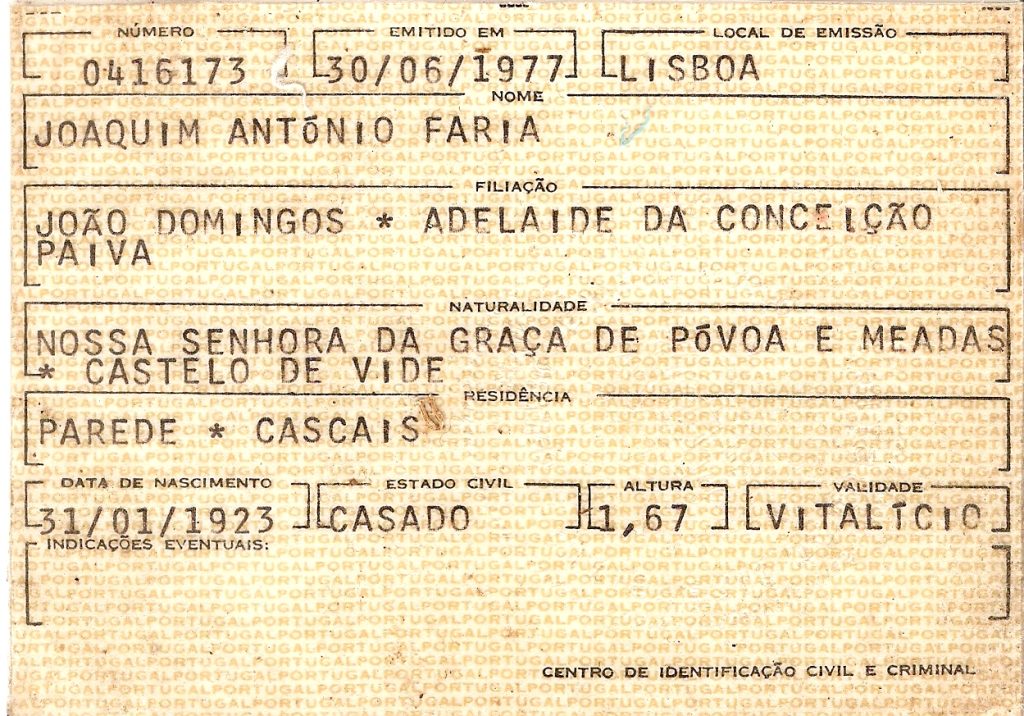 NÚMERO EMITIDO EM LOCAL DE EMISSÃO
0416173 30/06/1977 LISBOA
NOME
JOAQUIM ANTÓNIO FARIA
FILIAÇÃO
JOÃO DOMINGOS * ADELAIDE DA CONCEIÇÃO
PAIVA
NATURALIDADE
NOSSA SENHORA DA GRAÇA DE PÓVOA E MEADAS
* CASTELO DE VIDE
RESIDÊNCIA
PAREDE * CASCAIS
DATA DE NASCIMENTO ESTADO CIVIL ALTURA VALIDADE
31/01/1923 CASADO 1,67 VITALÍCIO
INDICAÇÕES EVENTUAIS:
CENTRO DE IDENTIFICAÇÃO CIVIL E CRIMINAL